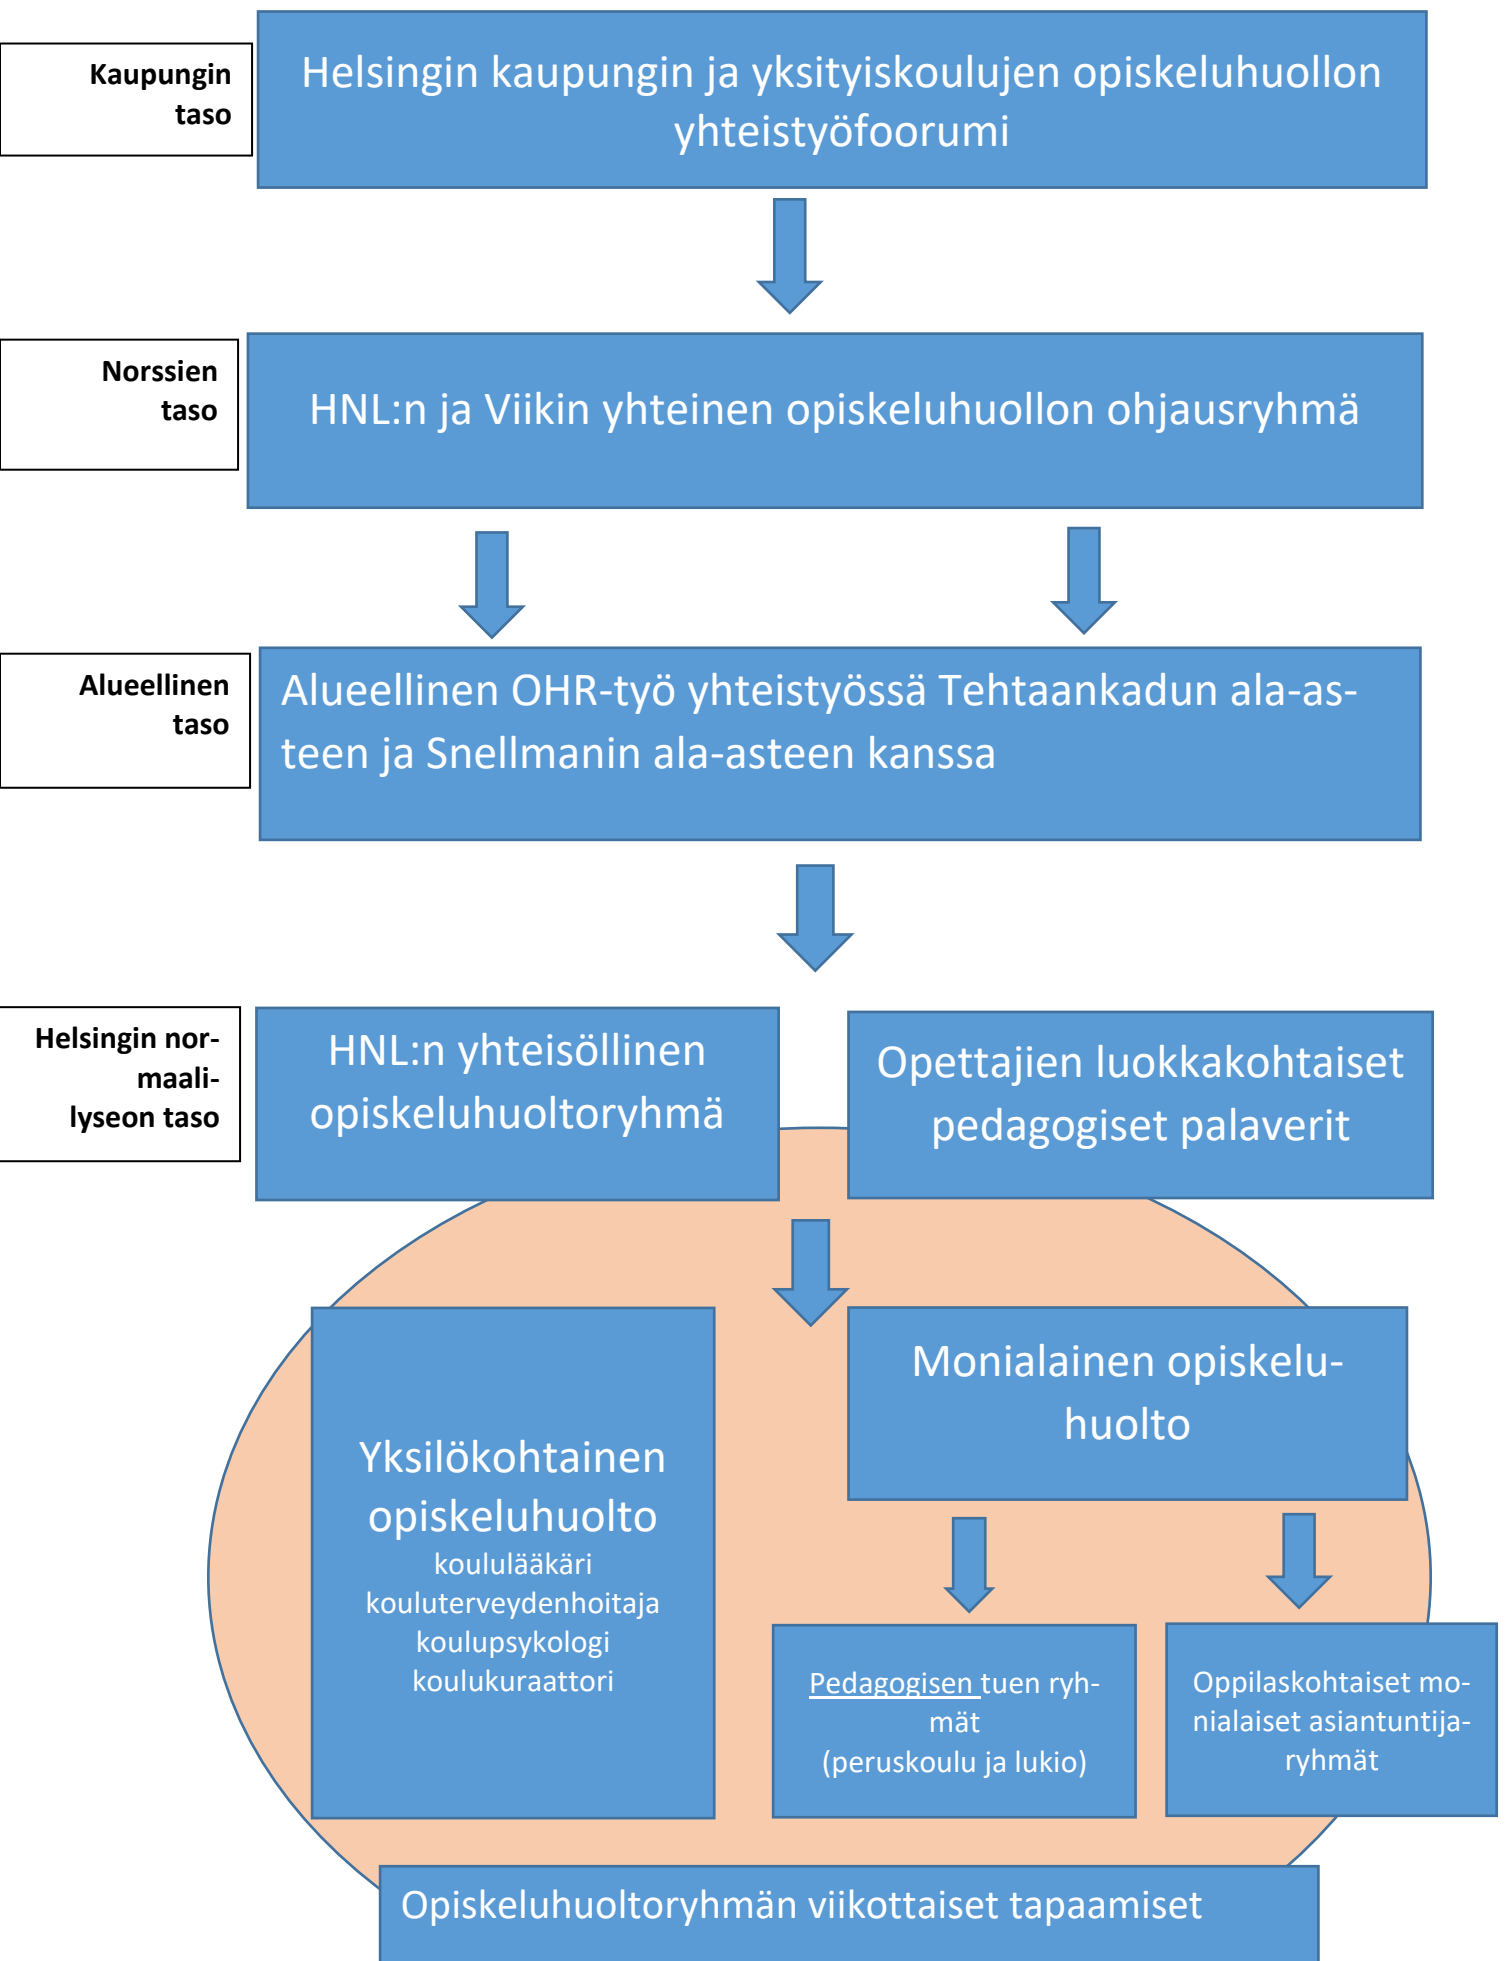 Kaupungin
taso
Helsingin kaupungin ja yksityiskoulujen opiskeluhuollon
yhteistyöfoorumi
Norssien
taso
HNL:n ja Viikin yhteinen opiskeluhuollon ohjausryhmä
Alueellinen
taso
Alueellinen OHR-työ yhteistyössä Tehtaankadun ala-as-
teen ja Snellmanin ala-asteen kanssa
Helsingin nor-
maali-
lyseon taso
HNL:n yhteisöllinen
opiskeluhuoltoryhmä
Opettajien luokkakohtaiset
pedagogiset palaverit
Yksilökohtainen
opiskeluhuolto
koululääkäri
kouluterveydenhoitaja
koulupsykologi
koulukuraattori
Monialainen opiskelu-
huolto
Pedagogisen tuen ryh-
mät
(peruskoulu ja lukio)
Oppilaskohtaiset mo-
nialaiset asiantuntija-
ryhmät
Opiskeluhuoltoryhmän viikottaiset tapaamiset